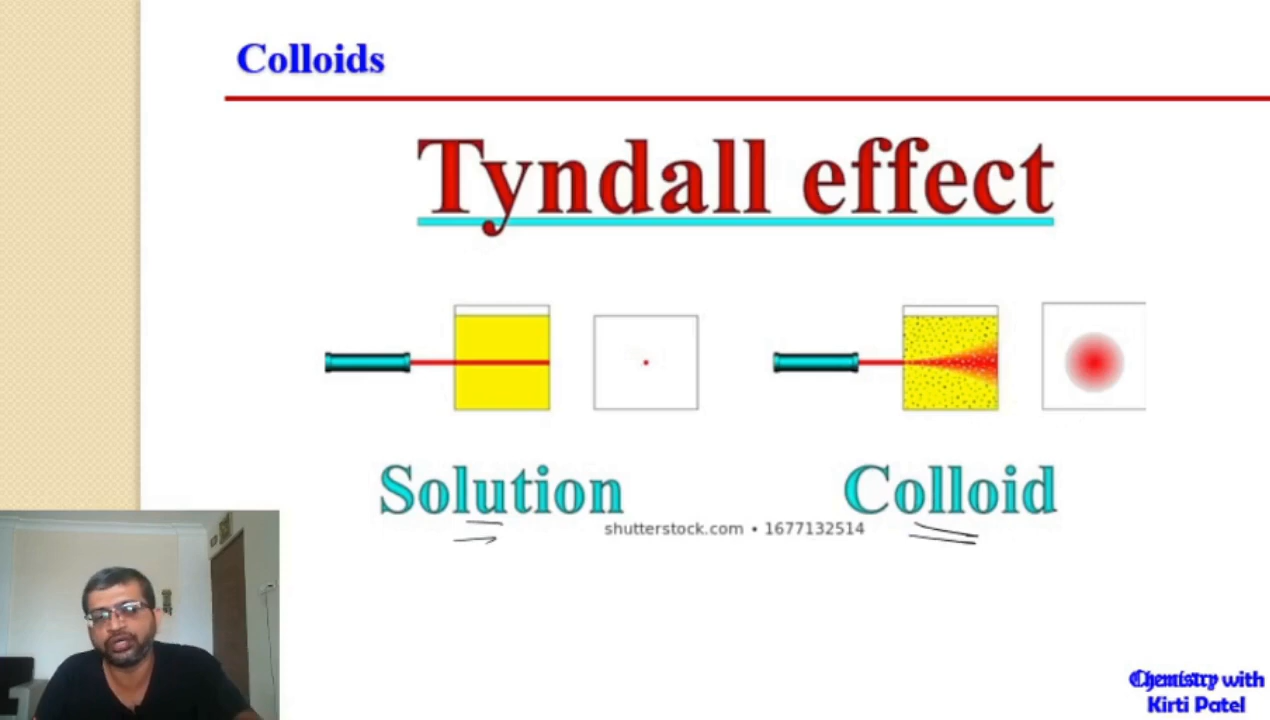 Colloids
Tyndall effect
Solution
Colloid
shutterstock.com • 1677132514
Chemistry with
Kirti Patel